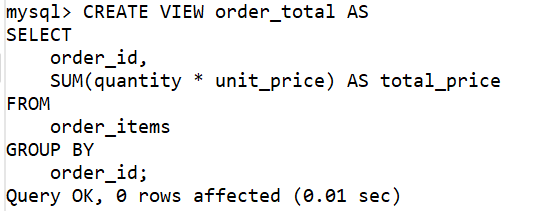 mysql> CREATE VIEW order_total AS
SELECT
    order_id,
    SUM(quantity * unit_price) AS total_price
FROM
    order_items
GROUP BY
    order_id;
Query OK, 0 rows affected (0.01 sec)